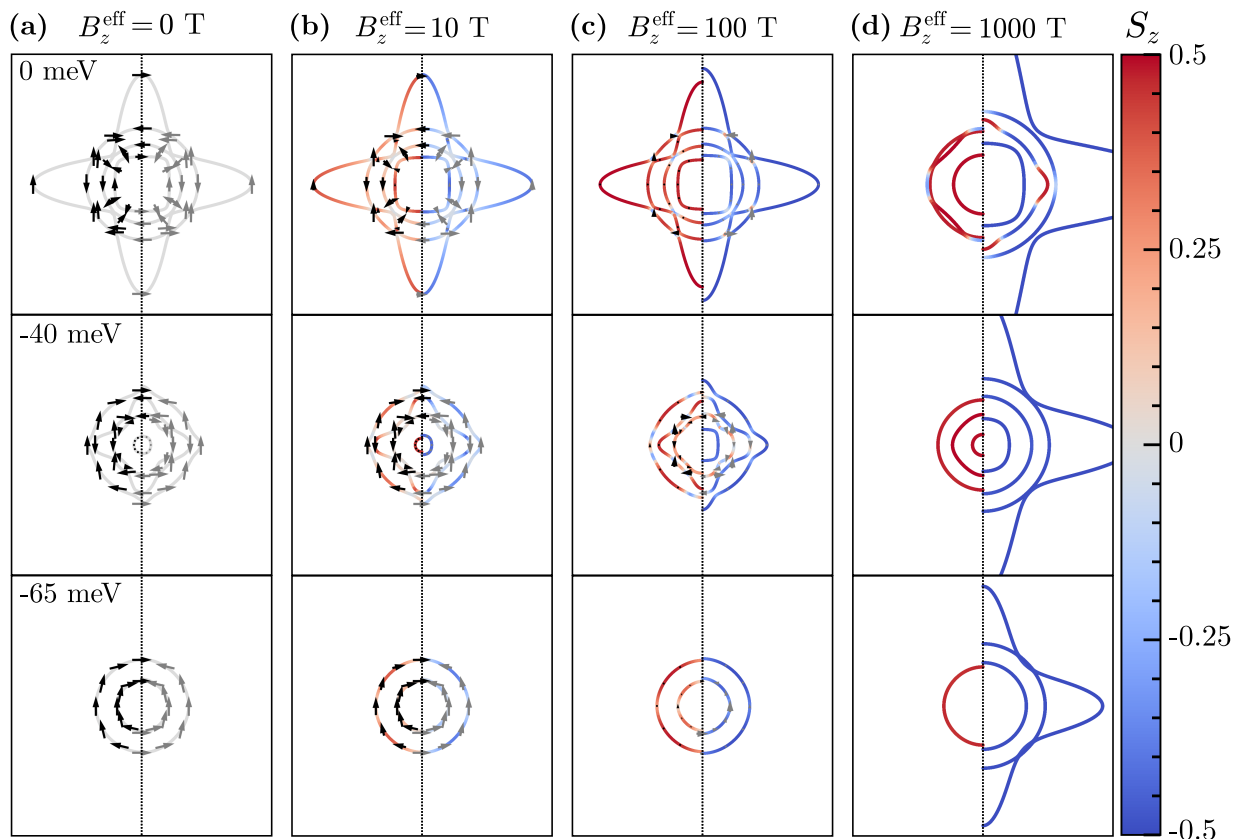 (a) B_z^eff = 0 T (b) B_z^eff = 10 T (c) B_z^eff = 100 T (d) B_z^eff = 1000 T S_z
0 meV
-40 meV
-65 meV
0.5
0.25
0
-0.25
-0.5